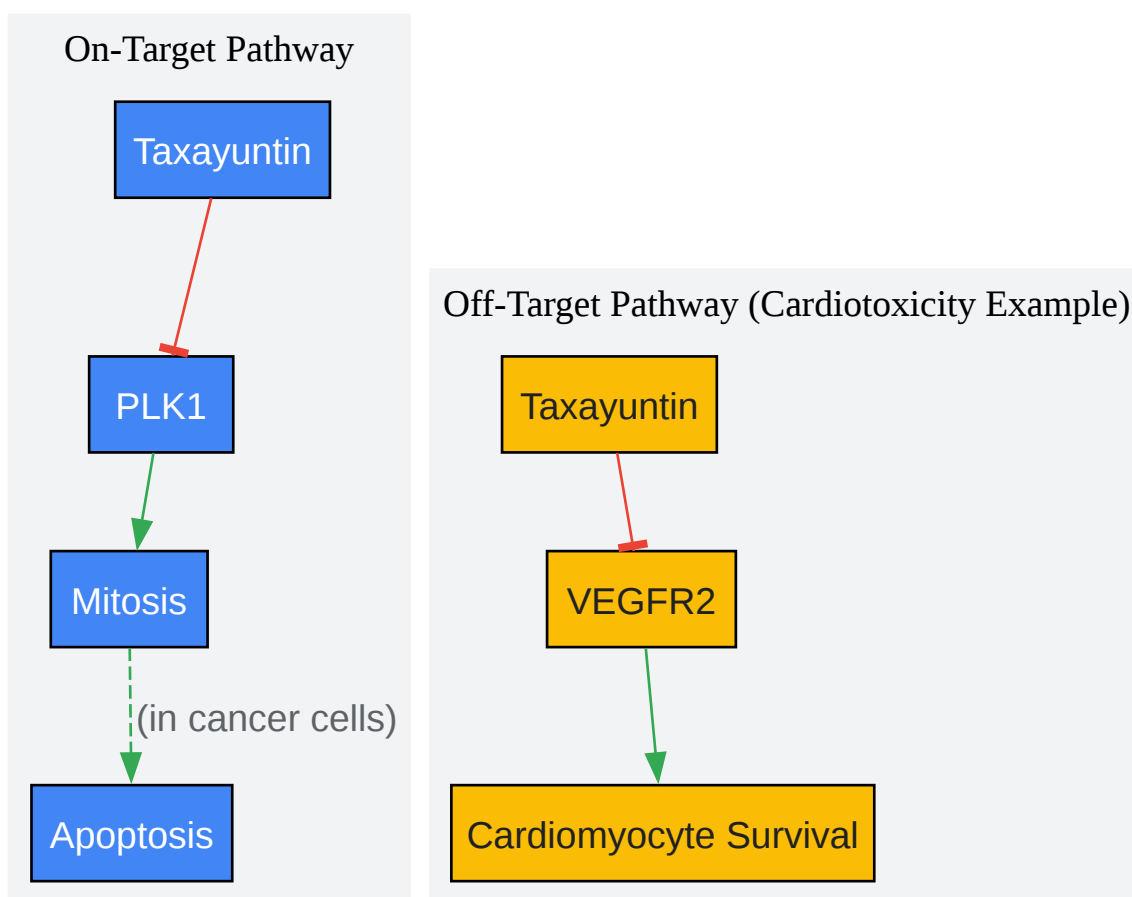 On-Target Pathway
Taxayuntin
PLK1
Mitosis
(in cancer cells)
Apoptosis
Off-Target Pathway (Cardiotoxicity Example)
Taxayuntin
VEGFR2
Cardiomyocyte Survival